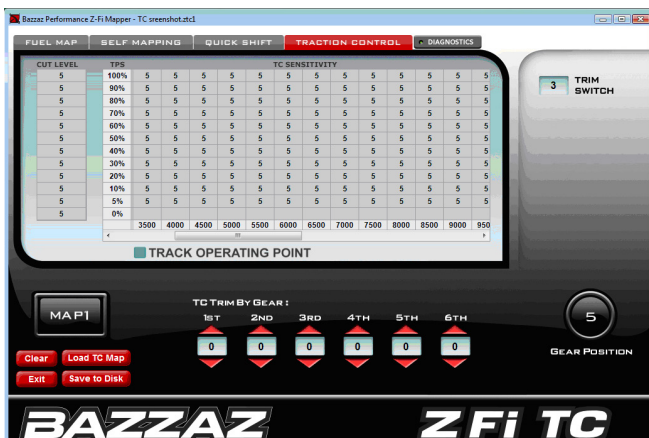 Bazzaz Performance Z-Fi Mapper - TC sreenshot.ztc1
FUEL MAP SELF MAPPING QUICK SHIFT TRACTION CONTROL DIAGNOSTICS
CUT LEVEL TPS TC SENSITIVITY
5 100% 5 5 5 5 5 5 5 5 5 5 5 5 5
5 90% 5 5 5 5 5 5 5 5 5 5 5 5 5
5 80% 5 5 5 5 5 5 5 5 5 5 5 5 5
5 70% 5 5 5 5 5 5 5 5 5 5 5 5 5
5 60% 5 5 5 5 5 5 5 5 5 5 5 5 5
5 50% 5 5 5 5 5 5 5 5 5 5 5 5 5
5 40% 5 5 5 5 5 5 5 5 5 5 5 5 5
5 30% 5 5 5 5 5 5 5 5 5 5 5 5 5
5 20% 5 5 5 5 5 5 5 5 5 5 5 5 5
5 10% 5 5 5 5 5 5 5 5 5 5 5 5 5
5 5% 5 5 5 5 5 5 5 5 5 5 5 5 5
5 0%
3500 4000 4500 5000 5500 6000 6500 7000 7500 8000 8500 9000 950
TRACK OPERATING POINT
3 TRIM
SWITCH
MAP1
TC TRIM BY GEAR :
1ST 2ND 3RD 4TH 5TH 6TH
0 0 0 0 0 0
5
GEAR POSITION
Clear Load TC Map
Exit Save to Disk
BAZZAZ Z Fi TC